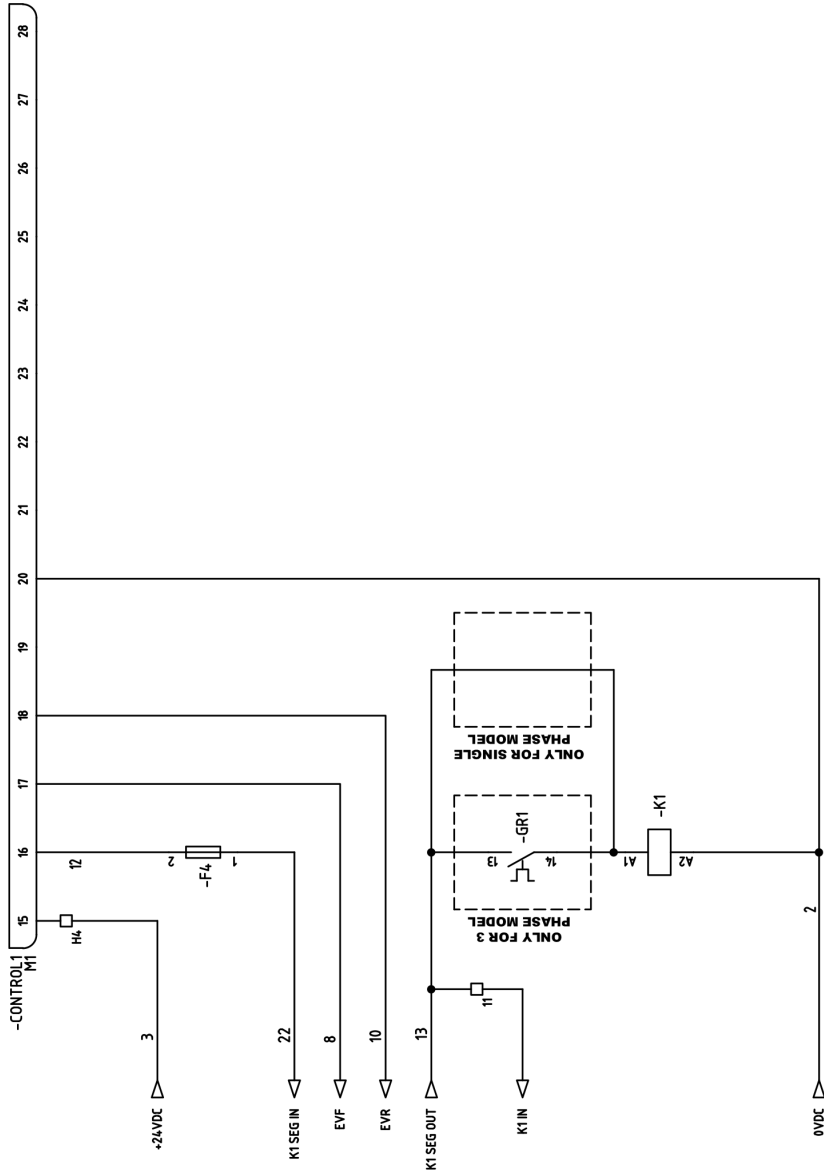 -CONTROL1
M1
15
16
17
18
19
20
21
22
23
24
25
26
27
28
H4
12
2
-F4
1
3
+24VDC
22
K1 SEG IN
8
EVF
10
EVR
13
K1 SEG OUT
11
K1 IN
ONLY FOR 3
PHASE MODEL
13
14
-GR1
ONLY FOR SINGLE
PHASE MODEL
A1
A2
-K1
2
0VDC